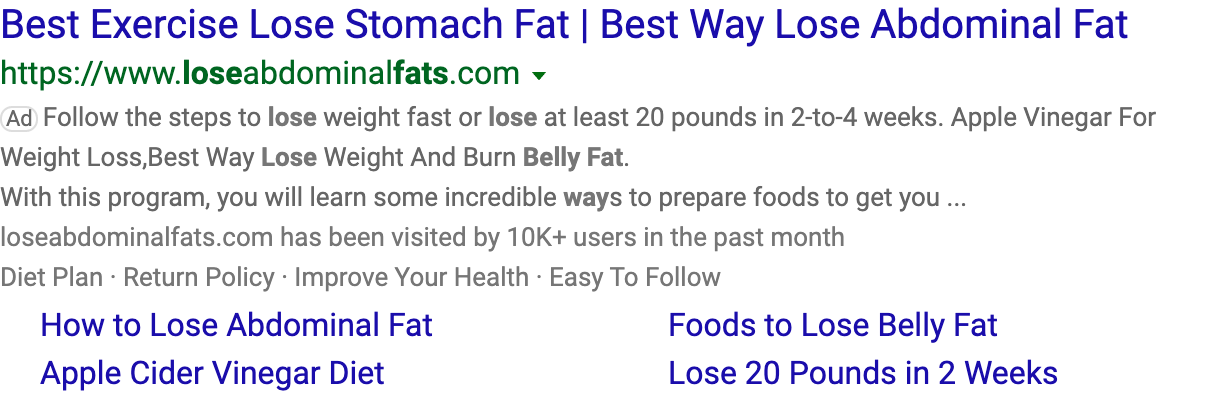 Best Exercise Lose Stomach Fat | Best Way Lose Abdominal Fat
https://www.loseabdominalfats.com
Ad Follow the steps to lose weight fast or lose at least 20 pounds in 2-to-4 weeks. Apple Vinegar For
Weight Loss,Best Way Lose Weight And Burn Belly Fat.
With this program, you will learn some incredible ways to prepare foods to get you ...
loseabdominalfats.com has been visited by 10K+ users in the past month
Diet Plan · Return Policy · Improve Your Health · Easy To Follow
How to Lose Abdominal Fat
Foods to Lose Belly Fat
Apple Cider Vinegar Diet
Lose 20 Pounds in 2 Weeks